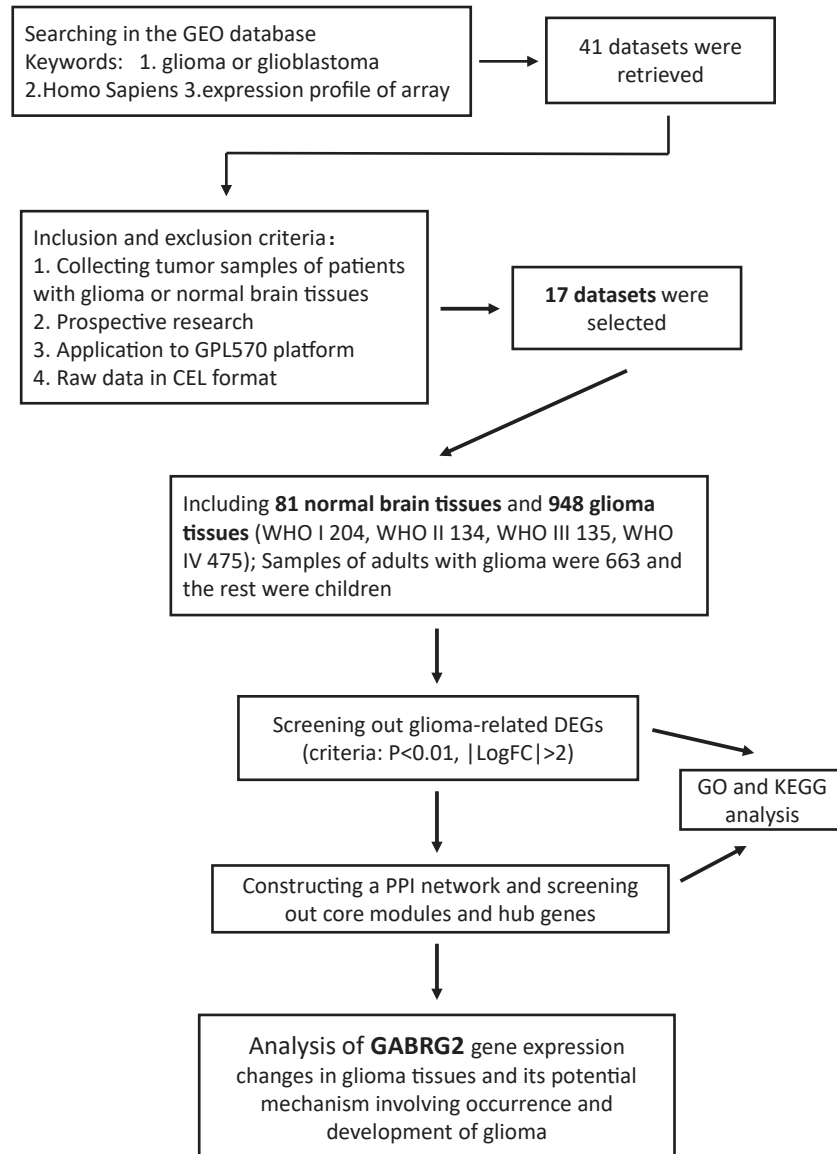 Searching in the GEO database
Keywords:   1. glioma or glioblastoma
2.Homo Sapiens 3.expression profile of array
41 datasets were
retrieved
Inclusion and exclusion criteria：
1. Collecting tumor samples of patients
with glioma or normal brain tissues
2. Prospective research
3. Application to GPL570 platform
4. Raw data in CEL format
17 datasets were
selected
Including 81 normal brain tissues and 948 glioma
tissues (WHO I 204, WHO II 134, WHO III 135, WHO
IV 475); Samples of adults with glioma were 663 and
the rest were children
Screening out glioma-related DEGs
(criteria: P<0.01, |LogFC|>2)
GO and KEGG
analysis
Constructing a PPI network and screening
out core modules and hub genes
Analysis of GABRG2 gene expression
changes in glioma tissues and its potential
mechanism involving occurrence and
development of glioma